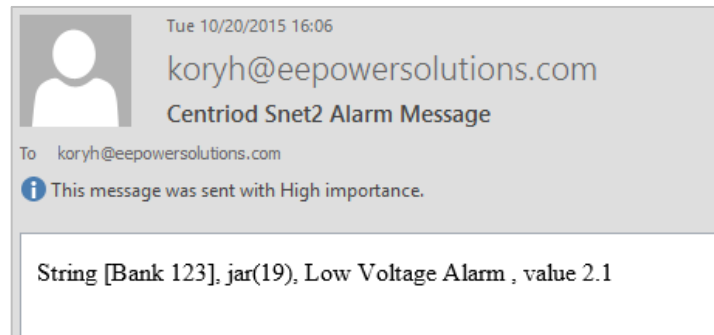 Tue 10/20/2015 16:06
koryh@eepowersolutions.com
Centriod Snet2 Alarm Message
To koryh@eepowersolutions.com
This message was sent with High importance.
String [Bank 123], jar(19), Low Voltage Alarm , value 2.1